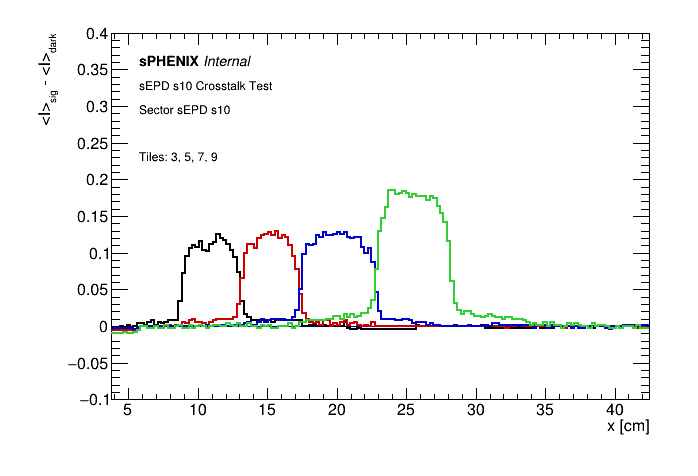 0.4
<I>sig - <I>dark
sPHENIX Internal
0.35
sEPD s10 Crosstalk Test
0.3
Sector sEPD s10
0.25
Tiles: 3, 5, 7, 9
0.2
0.15
0.1
0.05
0
−0.05
−0.1
5 10 15 20 25 30 35 40
x [cm]